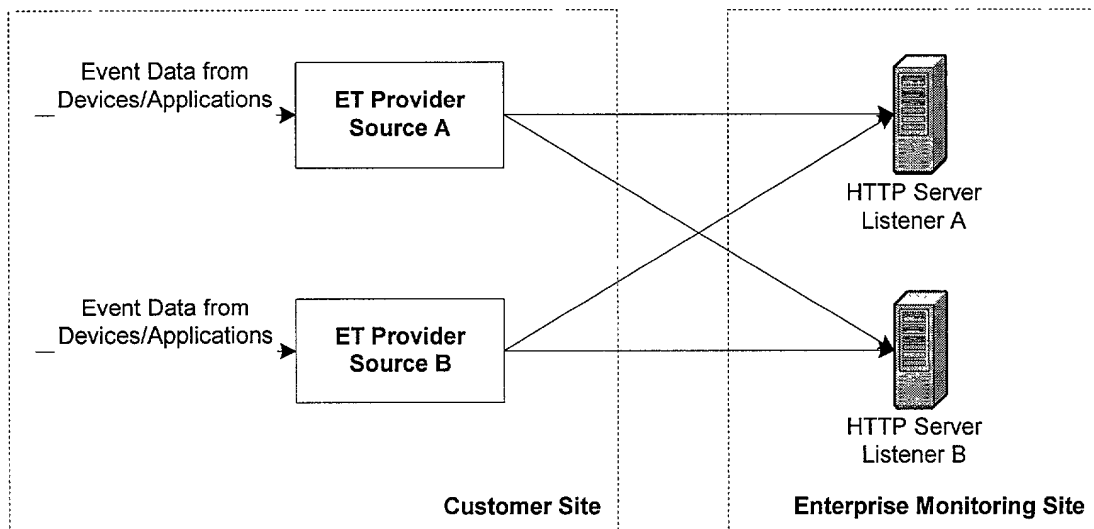 Event Data from
Devices/Applications
ET Provider
Source A
HTTP Server
Listener A
Event Data from
Devices/Applications
ET Provider
Source B
HTTP Server
Listener B
Customer Site
Enterprise Monitoring Site